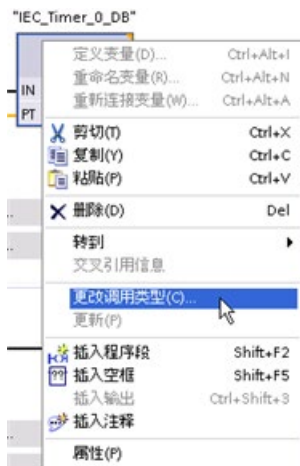 "IEC_Timer_0_DB"
IN
PT
定义变量(D)... Ctrl+Alt+I
重命名变量(R)... Ctrl+Alt+N
重新连接变量(W)... Ctrl+Alt+A
剪切(T) Ctrl+X
复制(Y) Ctrl+C
粘贴(P) Ctrl+V
删除(D) Del
转到
交叉引用信息
更改调用类型(C)...
更新(P)
插入程序段 Shift+F2
插入空框 Shift+F5
插入输出 Ctrl+Shift+3
插入注释
属性(P)